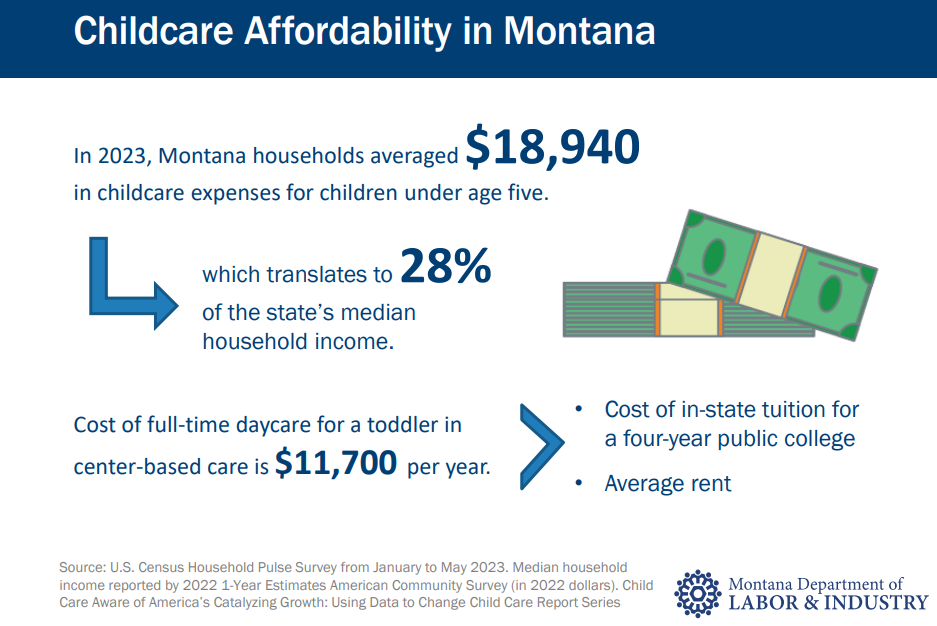 Childcare Affordability in Montana
In 2023, Montana households averaged $18,940
in childcare expenses for children under age five.
which translates to 28%
of the state's median
household income.
Cost of full-time daycare for a toddler in
center-based care is $11,700 per year.
• Cost of in-state tuition for
a four-year public college
• Average rent
Source: U.S. Census Household Pulse Survey from January to May 2023. Median household
income reported by 2022 1-Year Estimates American Community Survey (in 2022 dollars). Child
Care Aware of America's Catalyzing Growth: Using Data to Change Child Care Report Series
Montana Department of
LABOR & INDUSTRY